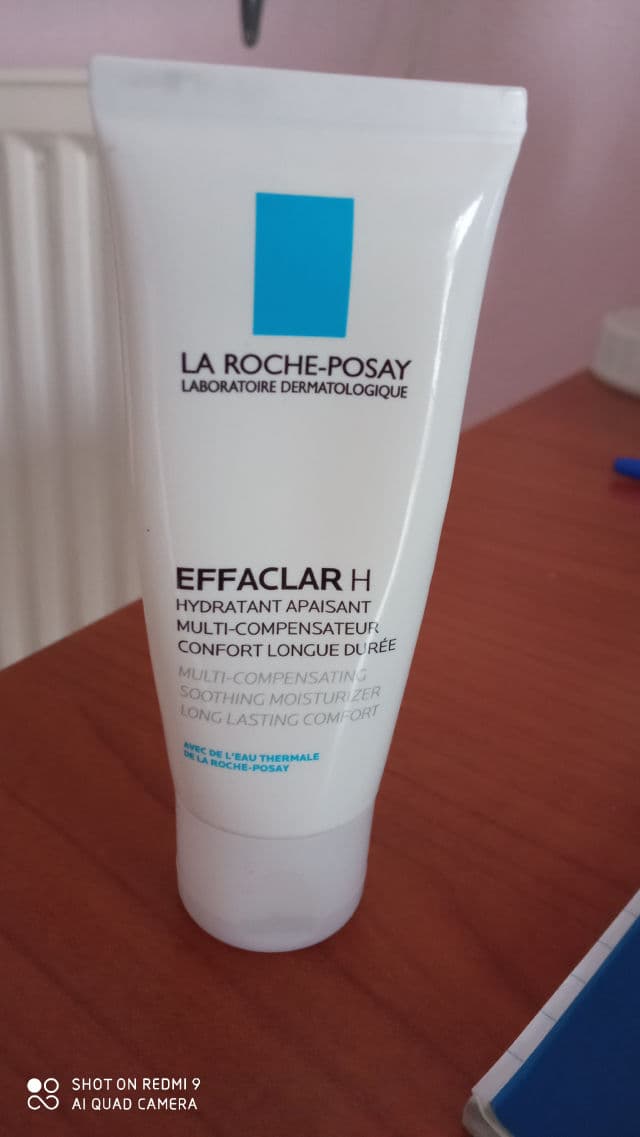 LA ROCHE-POSAY
LABORATOIRE DERMATOLOGIQUE
EFFACLAR H
HYDRATANT APAISANT
MULTI-COMPENSATEUR
CONFORT LONGUE DURÉE
MULTI-COMPENSATING
SOOTHING MOISTURIZER
LONG LASTING COMFORT
AVEC DE L'EAU THERMALE
DE LA ROCHE-POSAY
SHOT ON REDMI 9
AI QUAD CAMERA